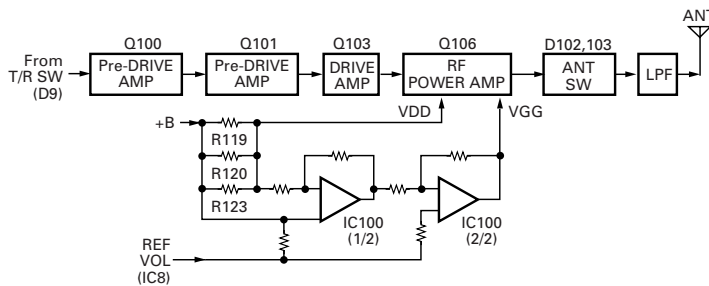 ANT
Q100
Q101
Q103
Q106
D102,103
From
T/R SW
(D9)
Pre-DRIVE
AMP
Pre-DRIVE
AMP
DRIVE
AMP
RF
POWER AMP
ANT
SW
LPF
+B
VDD
VGG
R119
R120
R123
IC100
(1/2)
IC100
(2/2)
REF
VOL
(IC8)